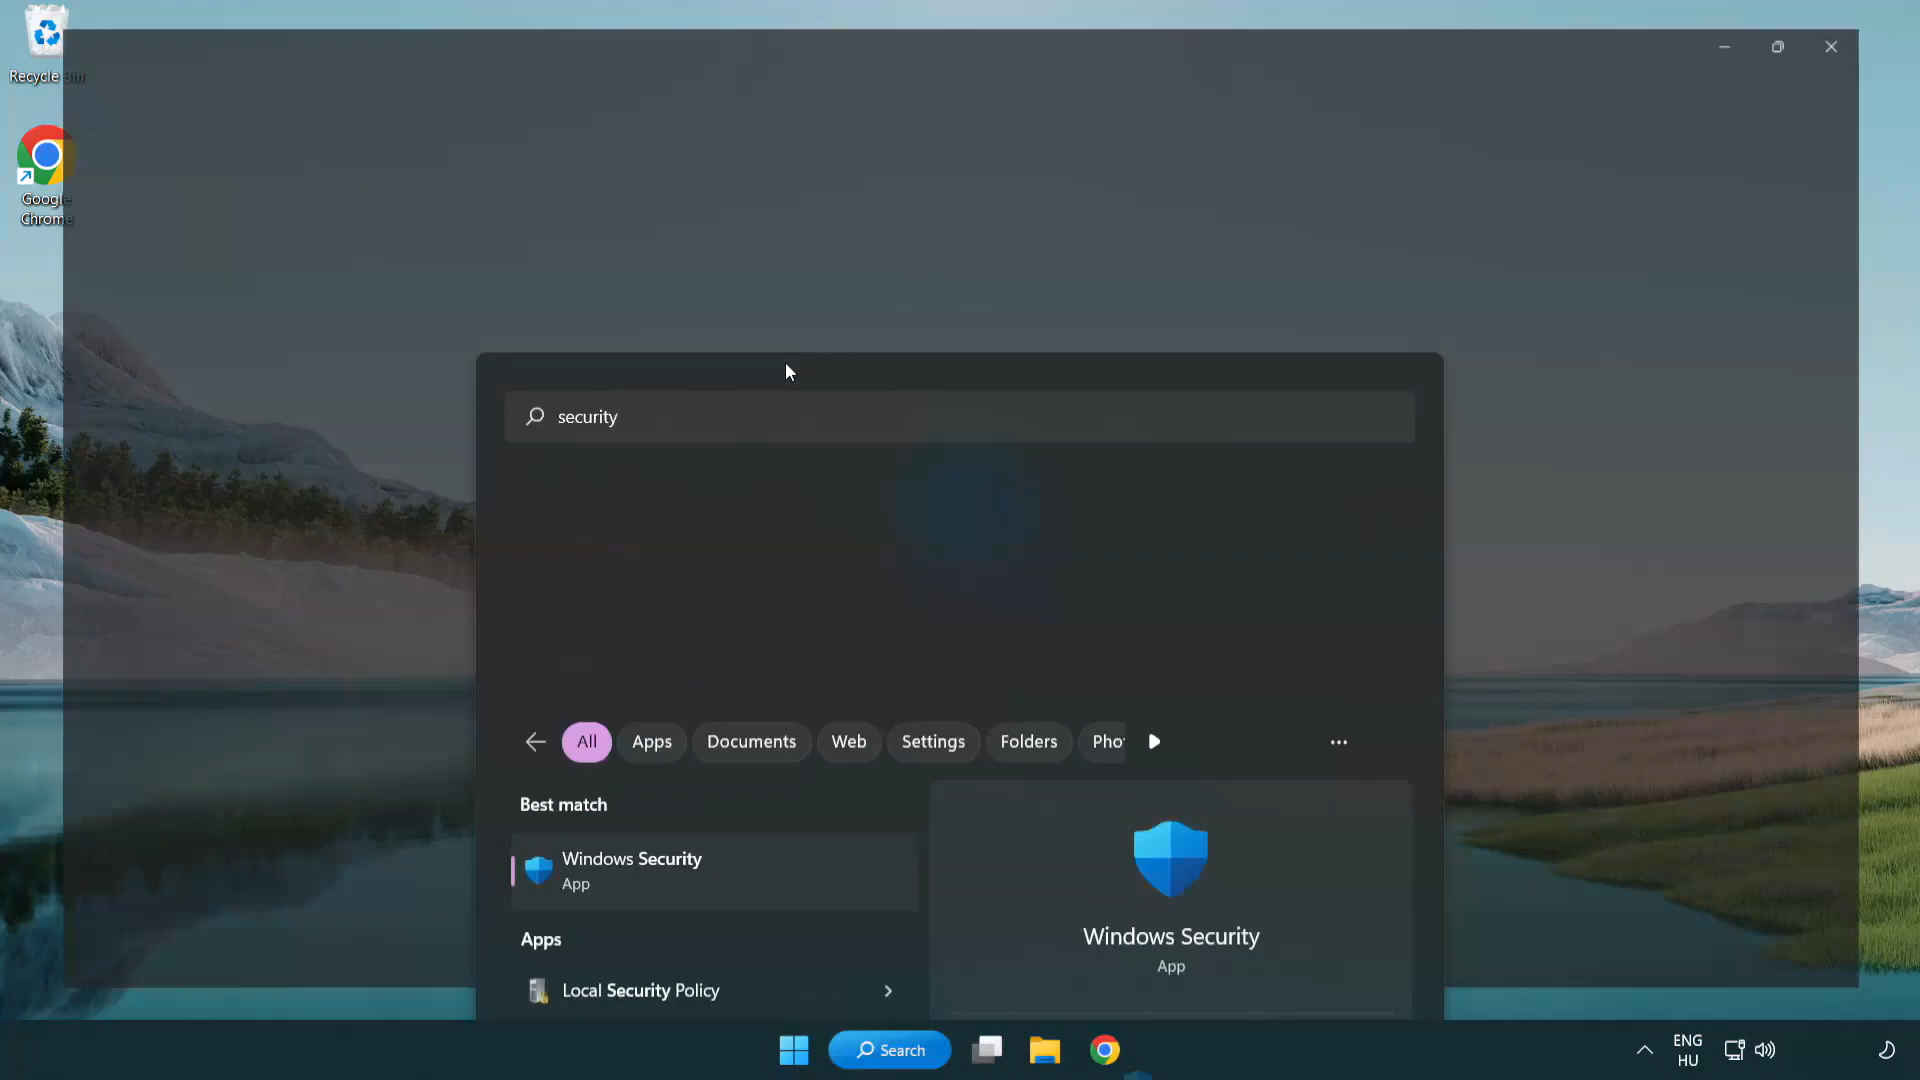 Recycle Bin
Google
Chrome
security
All
Apps
Documents
Web
Settings
Folders
Best match
Windows Security
App
Apps
Local Security Policy
Windows Security
App
Search
ENG
HU